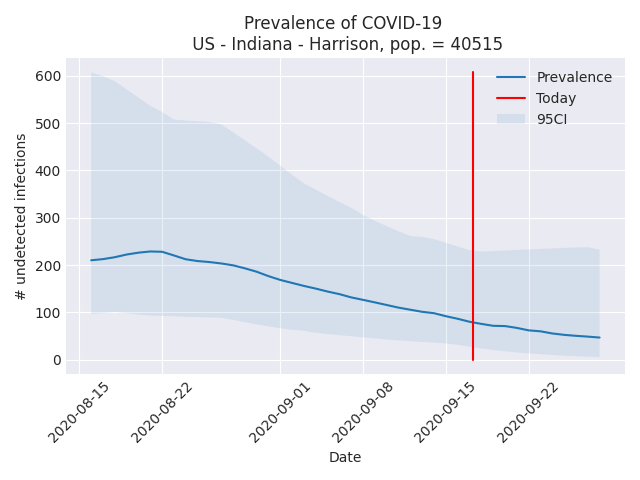 Prevalence of COVID-19
US - Indiana - Harrison, pop. = 40515
Prevalence
Today
95CI
# undetected infections
600
500
400
300
200
100
0
2020-08-15
2020-08-22
2020-09-01
2020-09-08
2020-09-15
2020-09-22
Date